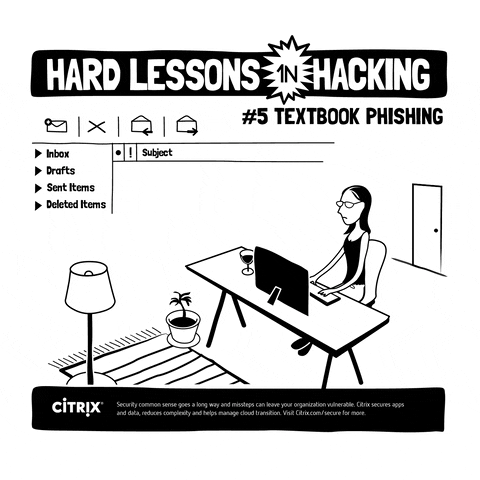 HARD LESSONS IN HACKING
#5 TEXTBOOK PHISHING
! Subject
Inbox
Drafts
Sent Items
Deleted Items
CİTRİX®
Security common sense goes a long way and missteps can leave your organization vulnerable. Citrix secures apps
and data, reduces complexity and helps manage cloud transition. Visit Citrix.com/secure for more.